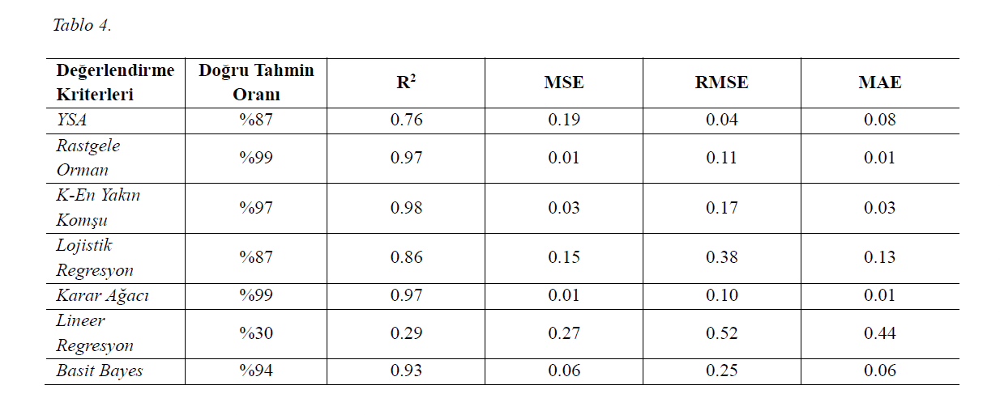 Tablo 4.
Değerlendirme Kriterleri Doğru Tahmin Oranı R² MSE RMSE MAE
YSA %87 0.76 0.19 0.04 0.08
Rastgele Orman %99 0.97 0.01 0.11 0.01
K-En Yakın Komşu %97 0.98 0.03 0.17 0.03
Lojistik Regresyon %87 0.86 0.15 0.38 0.13
Karar Ağacı %99 0.97 0.01 0.10 0.01
Lineer Regresyon %30 0.29 0.27 0.52 0.44
Basit Bayes %94 0.93 0.06 0.25 0.06